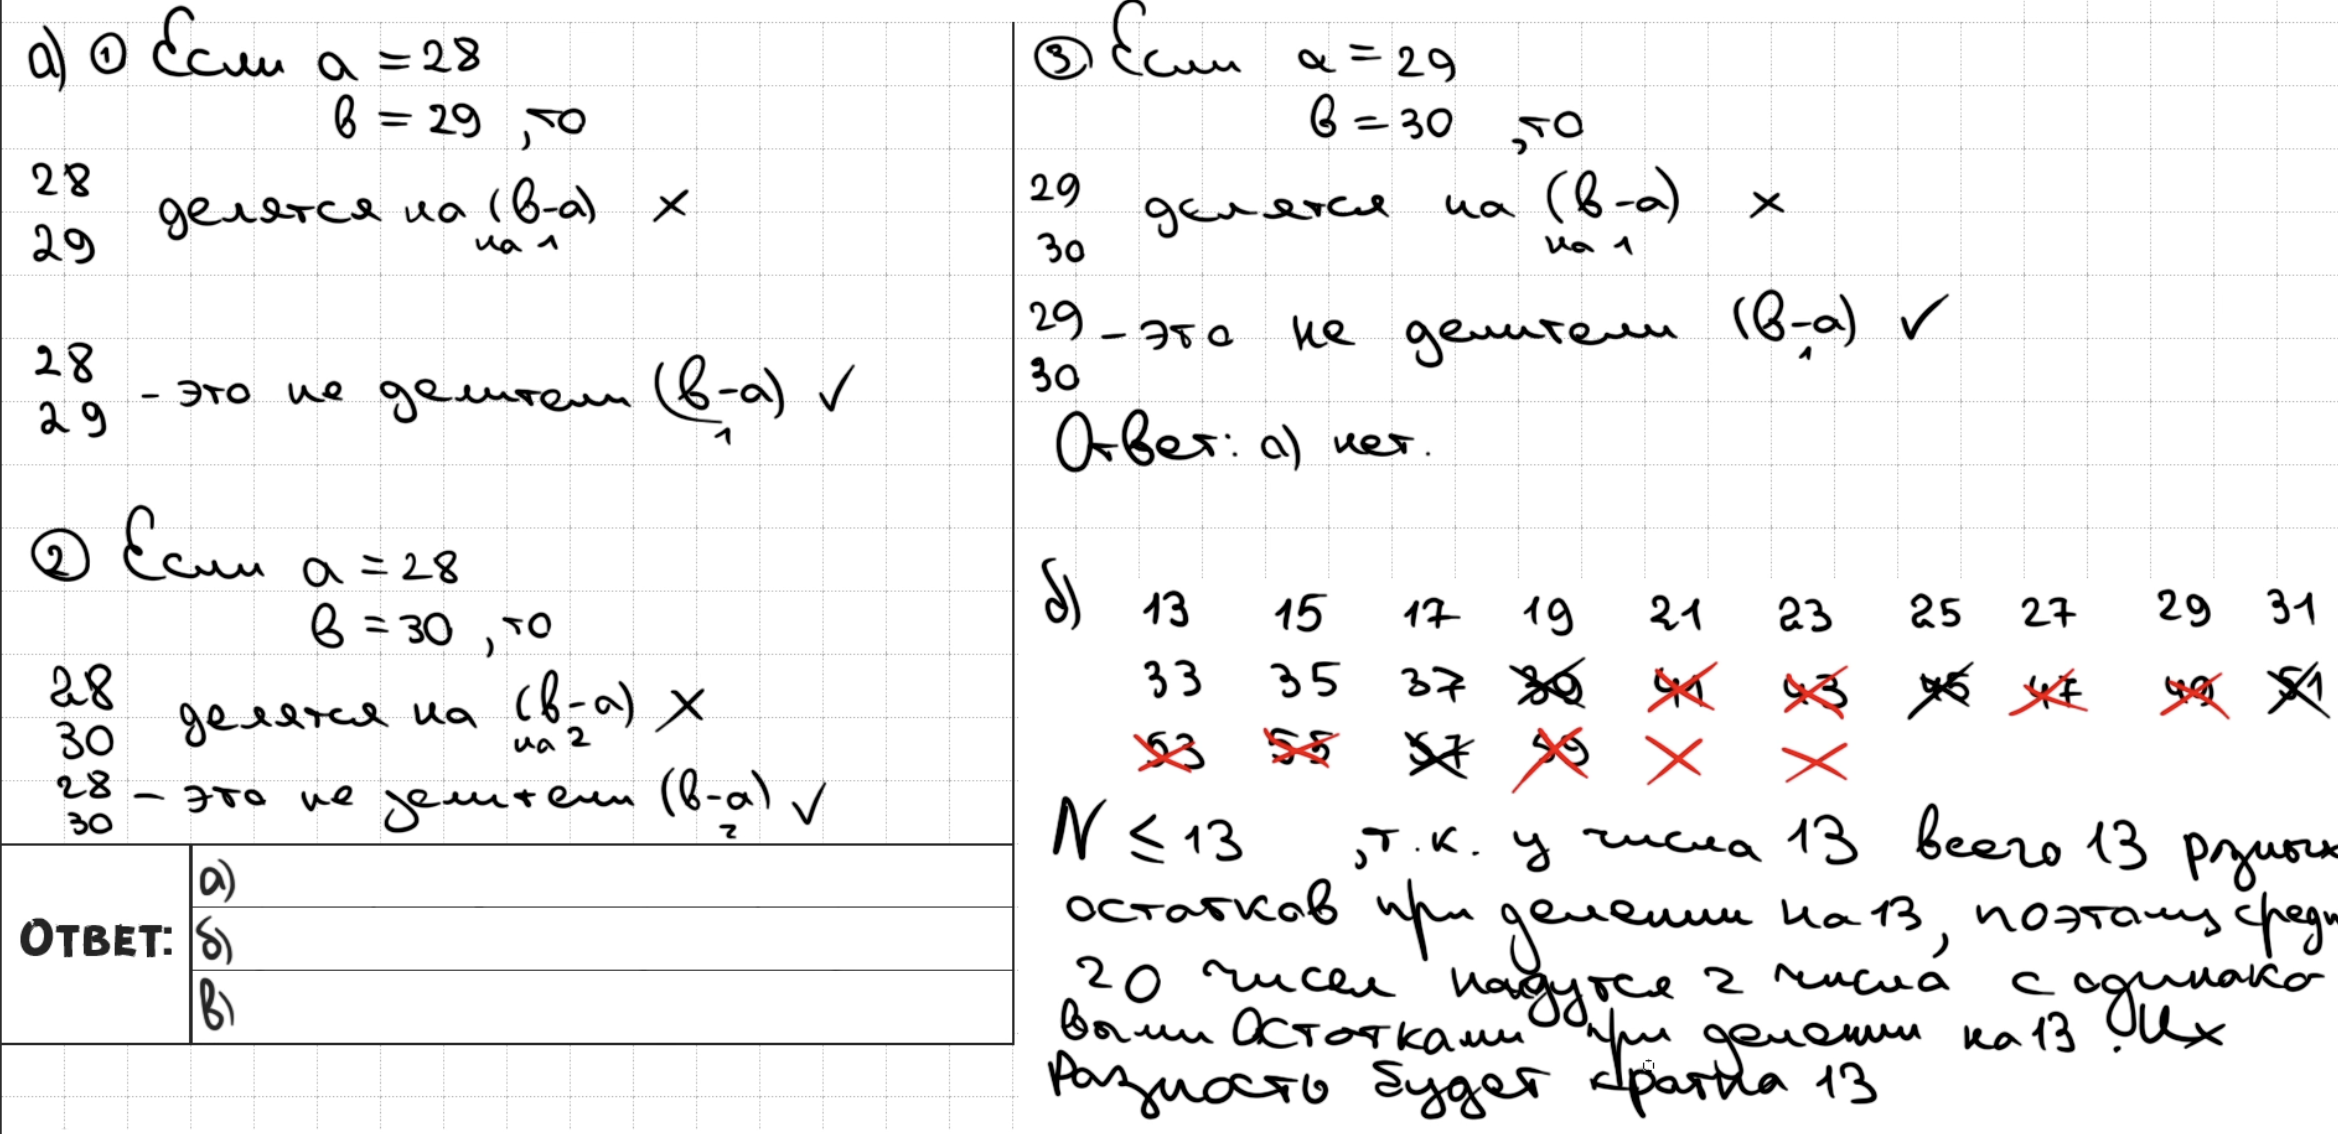 а) ① Если а = 28
в = 29 , то
28
29 делятся на (в-а) ×
на 1
28
29 - это не делители (в-а) ✓
1
② Если а = 28
в = 30 , то
28
30 делятся на (в-а) ×
на 2
28
30 - это не делители (в-а) ✓
2
ОТВЕТ:
а)
б)
в)
③ Если а = 29
в = 30 , то
29
30 делятся на (в-а) ×
на 1
29
30 - это не делители (в-а) ✓
1
Ответ: а) нет.
б) 13 15 17 19 21 23 25 27 29 31
33 35 37 39 41 43 45 47 49 51
53 55 57 59
N ≤ 13 , т.к. у числа 13 всего 13
остатков при делении на 13, поэтому
20 чисел найдутся 2 числа с одинако
выми остатками при делении на 13. Их
разность будет кратна 13